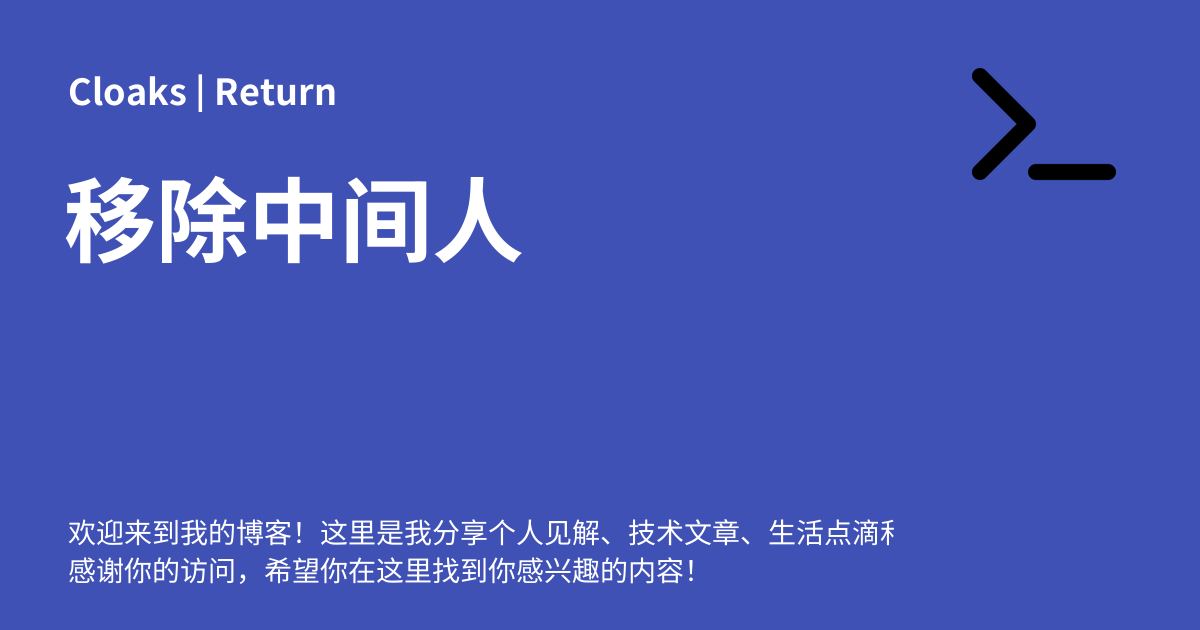 Cloaks | Return
移除中间人
欢迎来到我的博客！这里是我分享个人见解、技术文章、生活点滴
感谢你的访问，希望你在这里找到你感兴趣的内容！